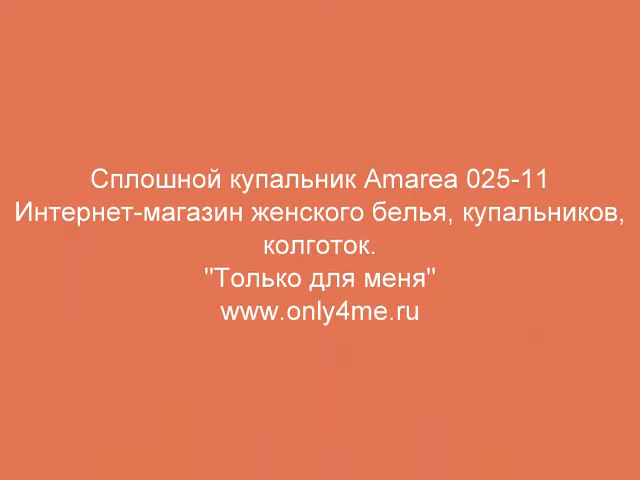 Сплошной купальник Amarea 025-11
Интернет-магазин женского белья, купальников,
колготок.
"Только для меня"
www.only4me.ru